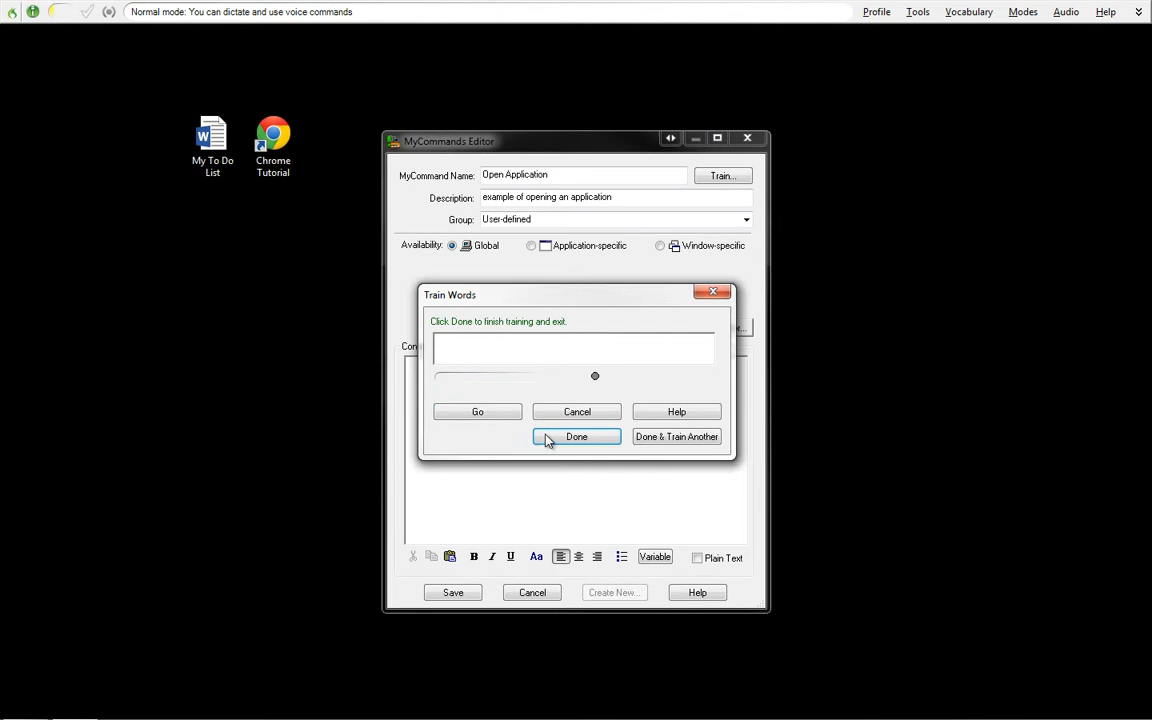 Normal mode: You can dictate and use voice commands
Profile Tools Vocabulary Modes Audio Help
My To Do List
Chrome Tutorial
MyCommands Editor
MyCommand Name: Open Application Train...
Description: example of opening an application
Group: User-defined
Availability: Global Application-specific Window-specific
Train Words
Click Done to finish training and exit.
Go Cancel Help
Done Done & Train Another
B I U Aa Variable Plain Text
Save Cancel Create New... Help